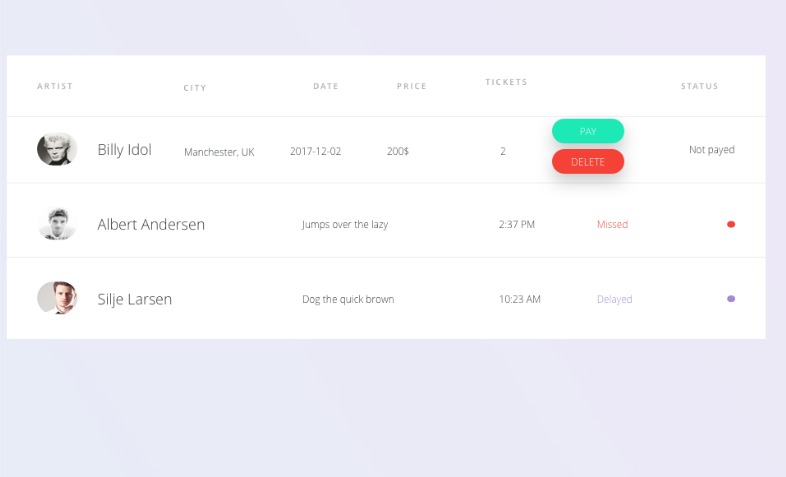 ARTIST CITY DATE PRICE TICKETS STATUS
Billy Idol Manchester, UK 2017-12-02 200$ 2 PAY Not payed
DELETE
Albert Andersen Jumps over the lazy 2:37 PM Missed
Silje Larsen Dog the quick brown 10:23 AM Delayed